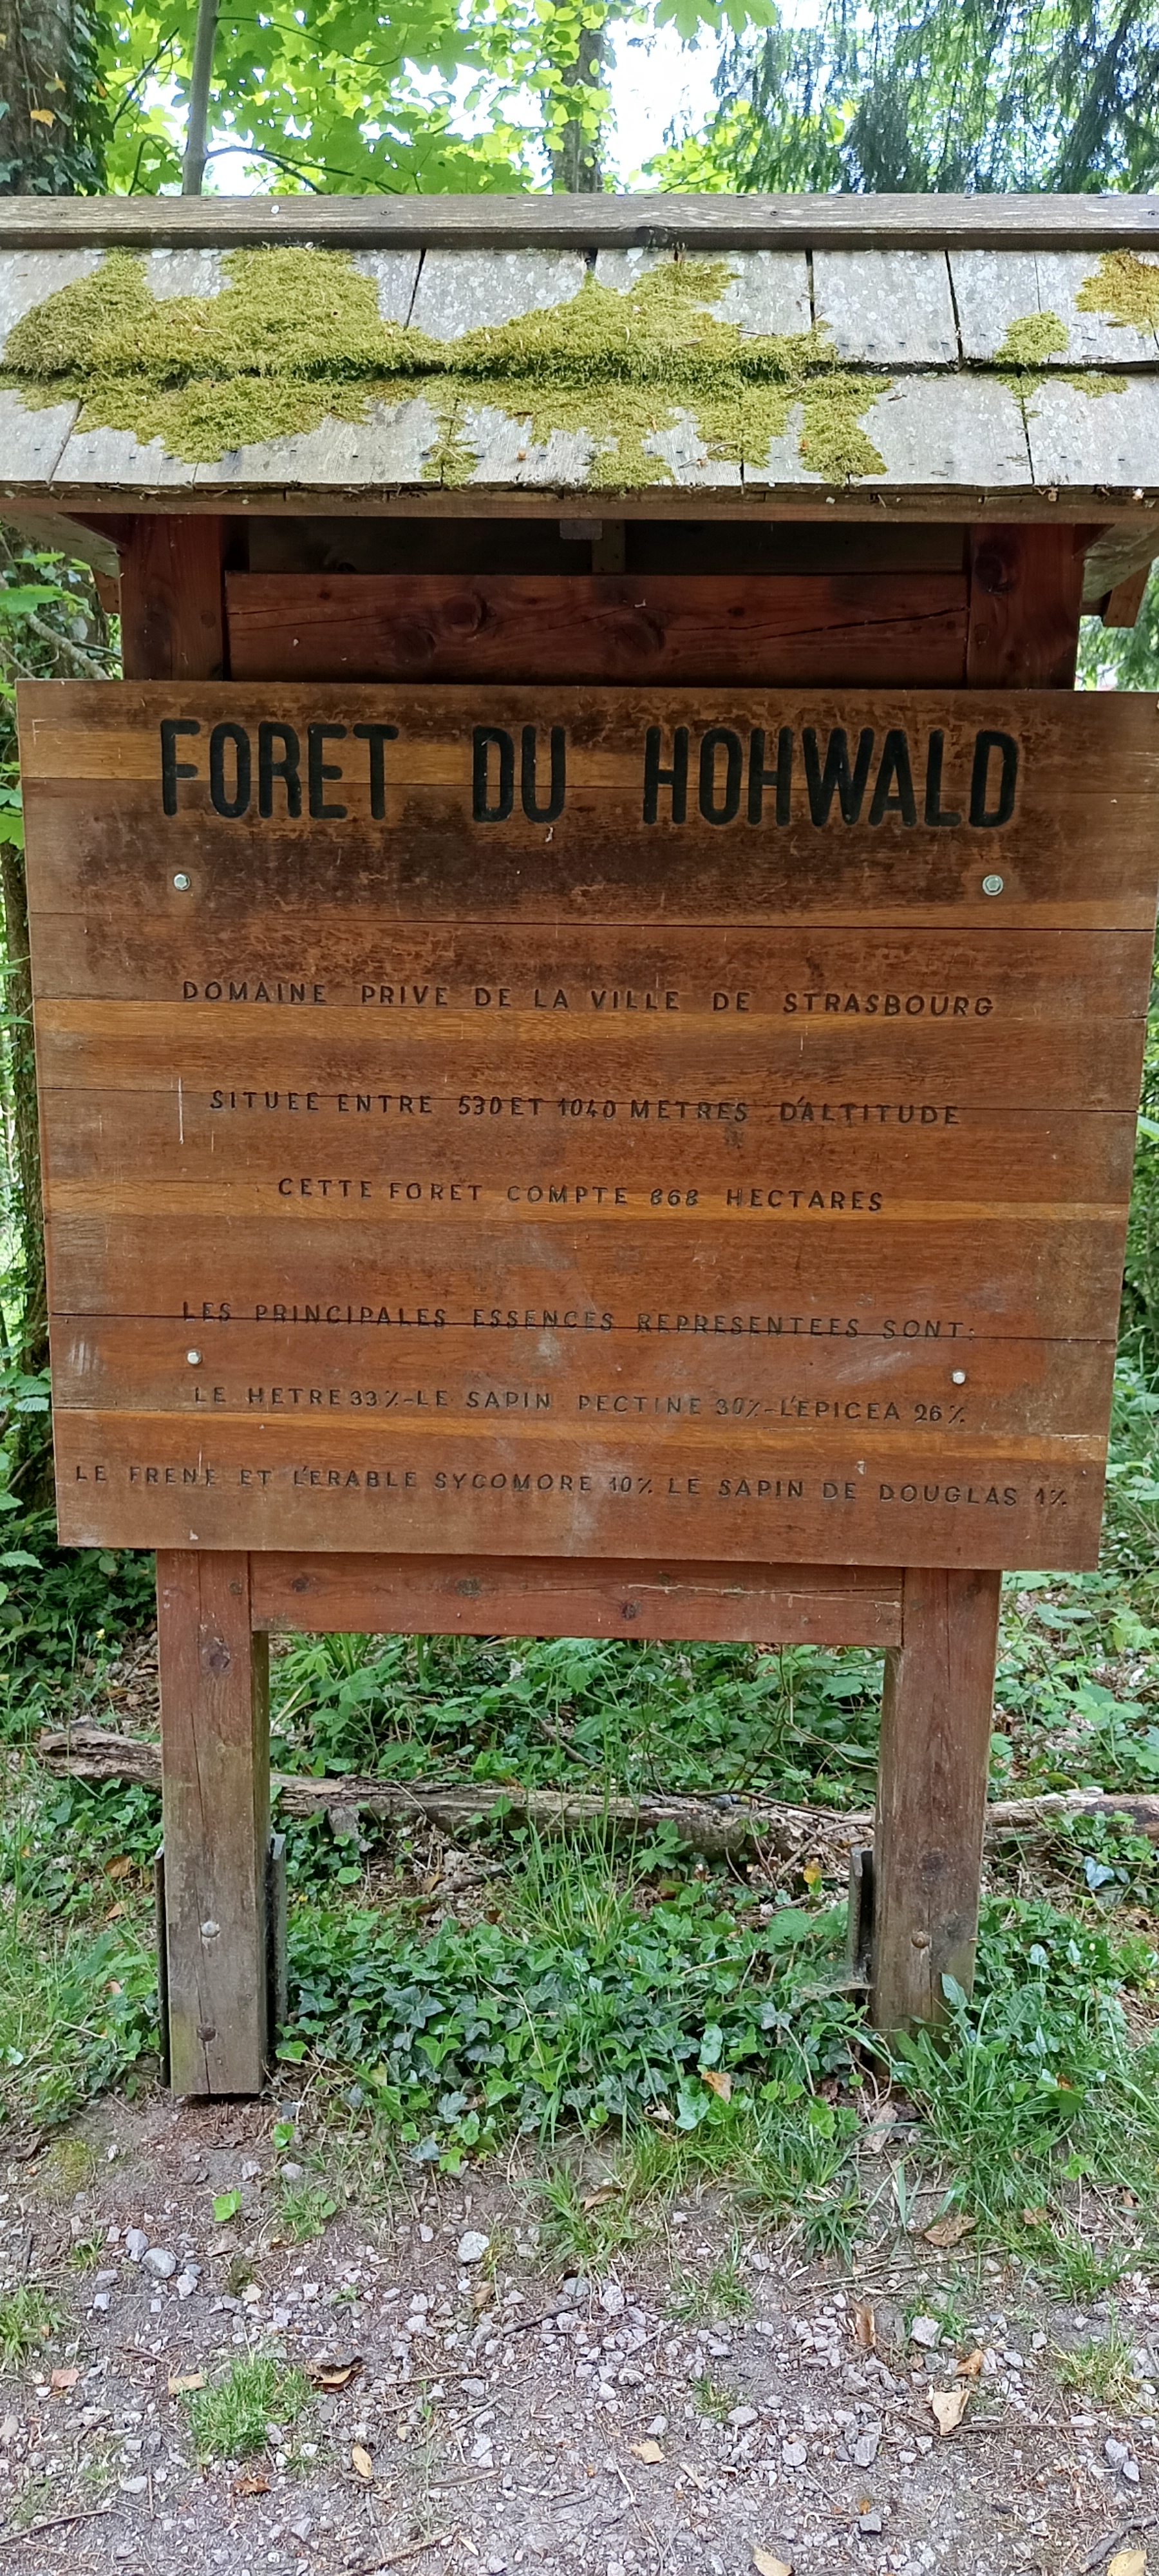 FORET DU HOHWALD
DOMAINE PRIVE DE LA VILLE DE STRASBOURG
SITUEE ENTRE 530 ET 1040 METRES D'ALTITUDE
CETTE FORET COMPTE 868 HECTARES
LES PRINCIPALES ESSENCES REPRESENTEES SONT:
LE HETRE 33%-LE SAPIN PECTINE 30%-L'EPICEA 26%
LE FRENE ET L'ERABLE SYCOMORE 10% LE SAPIN DE DOUGLAS 1%